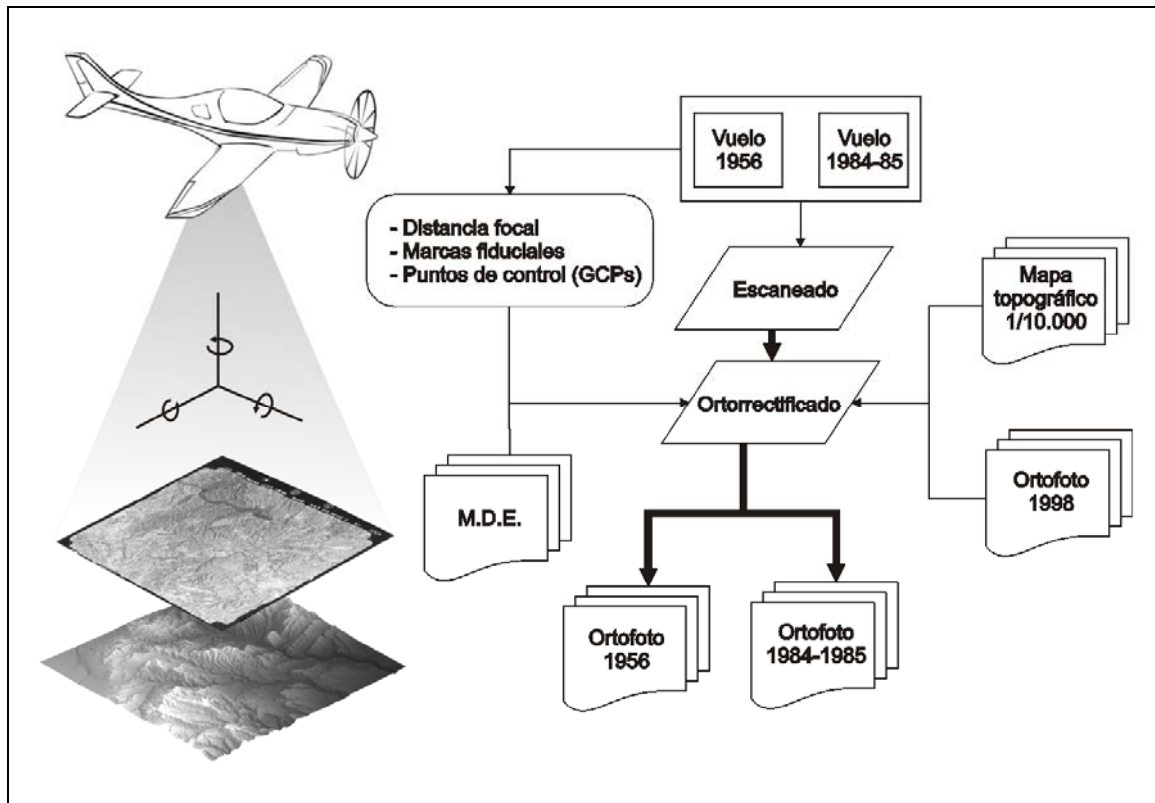 Vuelo
1956
Vuelo
1984-85
- Distancia focal
- Marcas fiduciales
- Puntos de control (GCPs)
Escaneado
Mapa
topográfico
1/10.000
Ortorrectificado
M.D.E.
Ortofoto
1998
Ortofoto
1956
Ortofoto
1984-1985